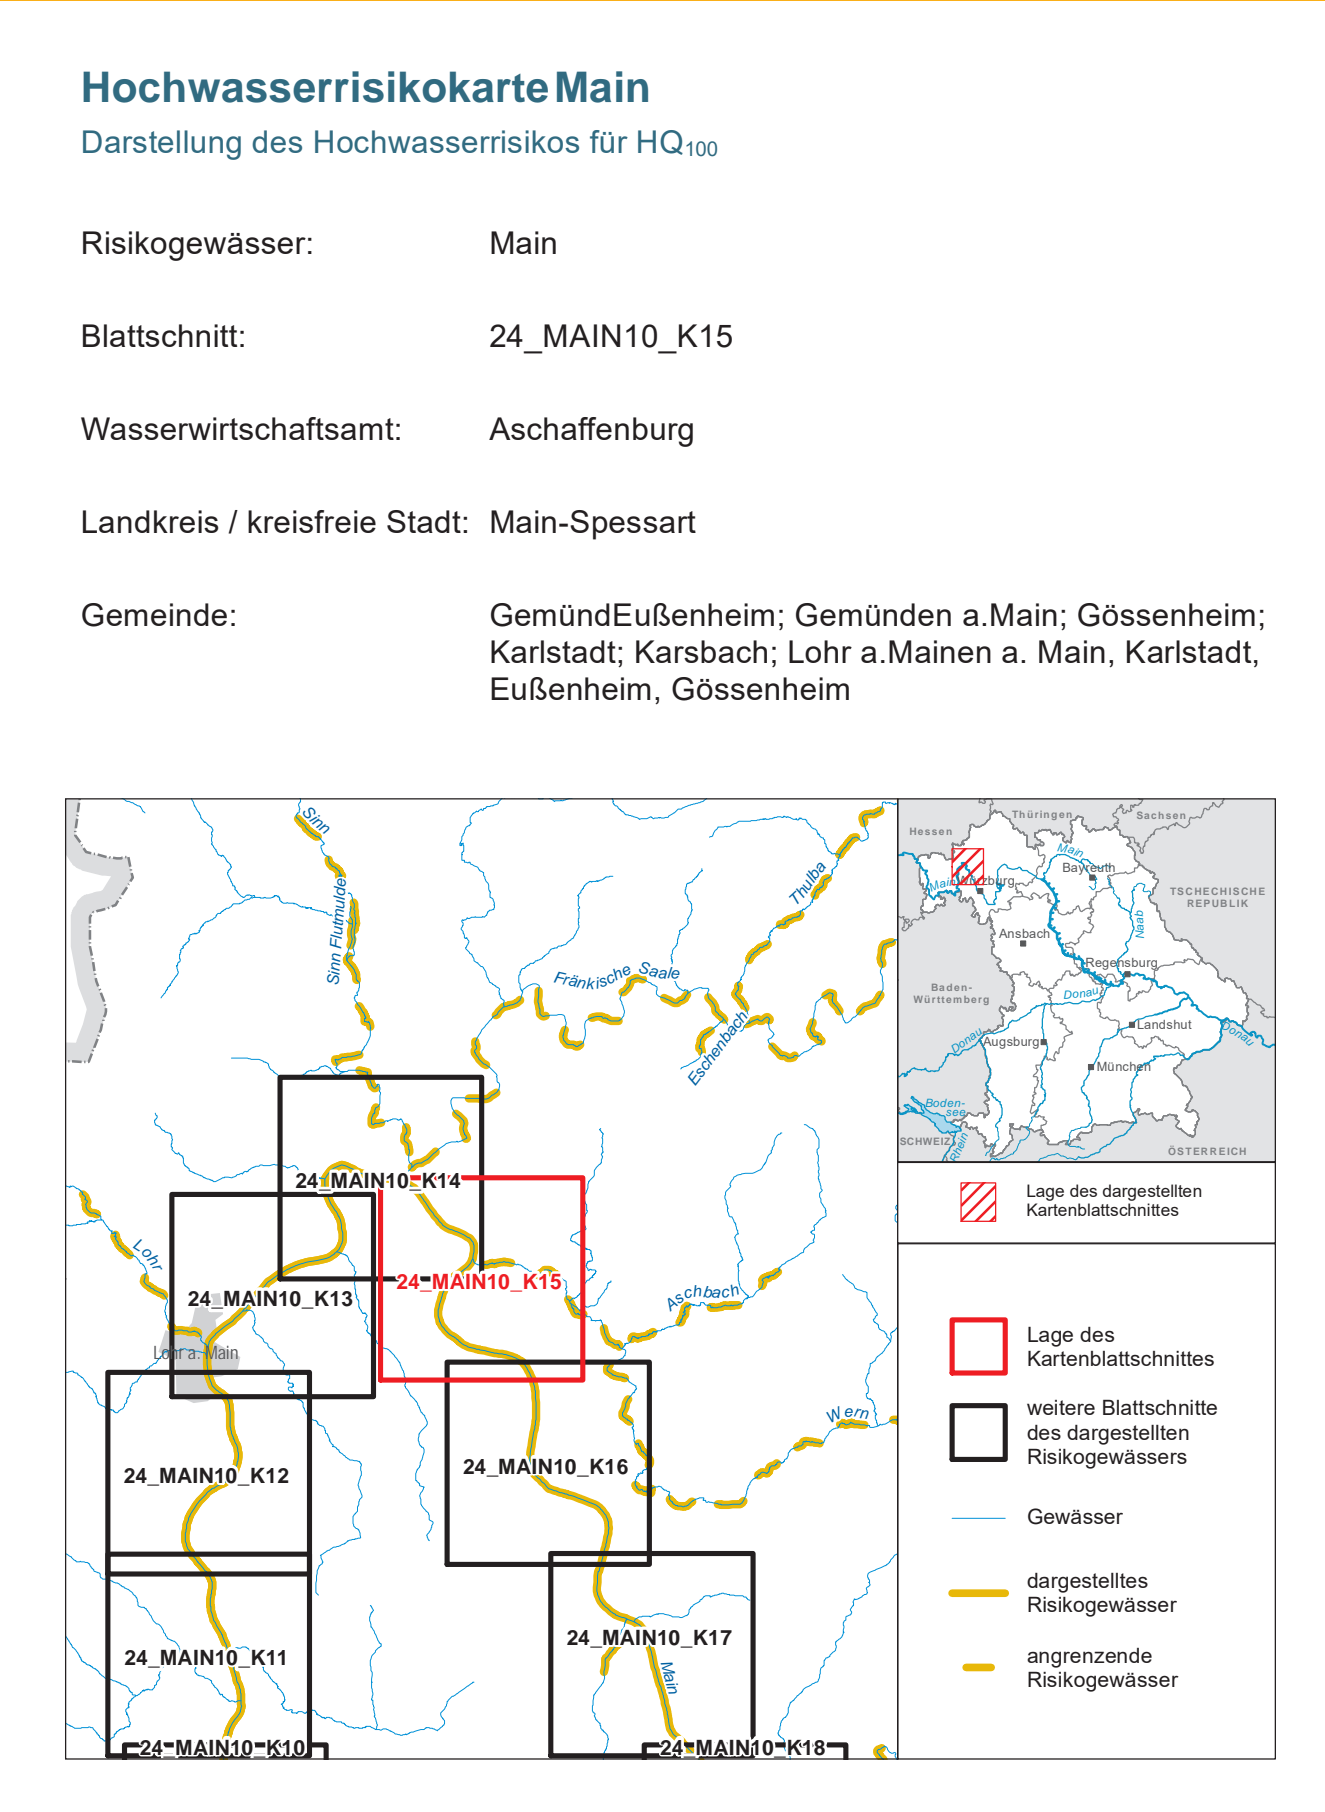 Hochwasserrisikokarte Main
Darstellung des Hochwasserrisikos für HQ100
Risikogewässer: Main
Blattschnitt: 24_MAIN10_K15
Wasserwirtschaftsamt: Aschaffenburg
Landkreis / kreisfreie Stadt: Main-Spessart
Gemeinde: GemündEußenheim; Gemünden a.Main; Gössenheim;
Karlstadt; Karsbach; Lohr a.Mainen a. Main, Karlstadt,
Eußenheim, Gössenheim
Sinn
Sinn Flutmulde
Thulba
Fränkische Saale
Eschenbach
24_MAIN10_K14
Lohr
24_MAIN10_K15
24_MAIN10_K13
Aschbach
Lohr a. Main
Wern
24_MAIN10_K16
24_MAIN10_K12
24_MAIN10_K17
24_MAIN10_K11
Main
24_MAIN10_K10
24_MAIN10_K18
Thüringen
Sachsen
Hessen
Main
Bayreuth
Main
Würzburg
TSCHECHISCHE
REPUBLIK
Naab
Ansbach
Regensburg
Baden-
Württemberg
Donau
Landshut
Donau
Donau
Augsburg
München
Boden-
see
SCHWEIZ
Rhein
ÖSTERREICH
Lage des dargestellten
Kartenblattschnittes
Lage des
Kartenblattschnittes
weitere Blattschnitte
des dargestellten
Risikogewässers
Gewässer
dargestelltes
Risikogewässer
angrenzende
Risikogewässer